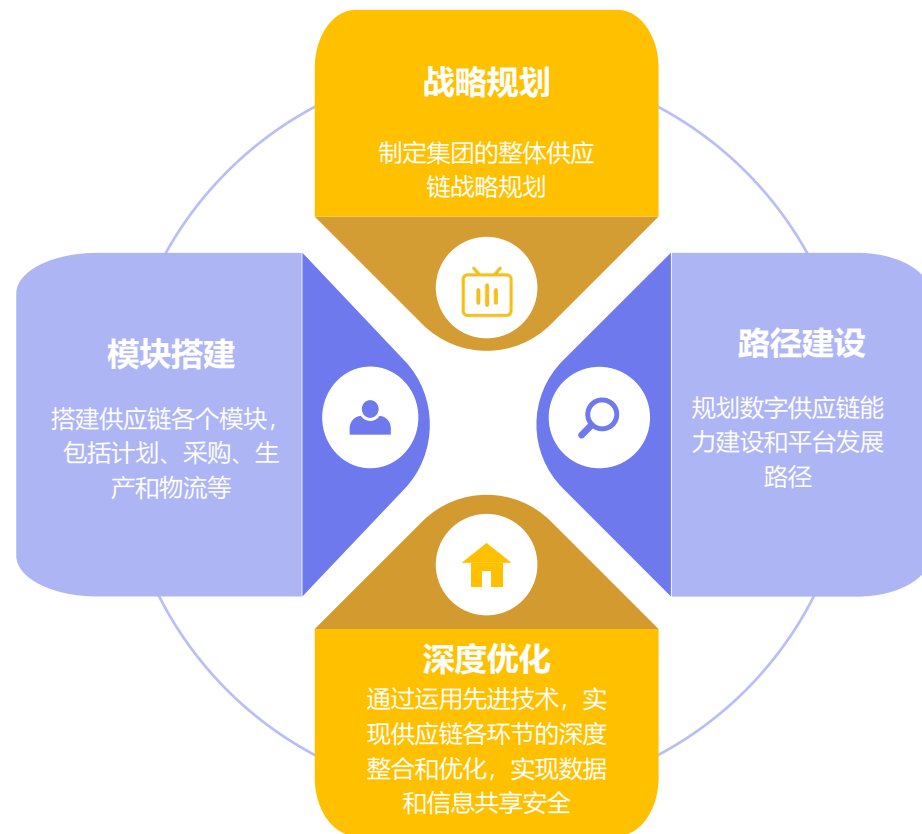 战略规划
制定集团的整体供应
链战略规划
模块搭建
搭建供应链各个模块，
包括计划、采购、生
产和物流等
路径建设
规划数字供应链能
力建设和平台发展
路径
深度优化
通过运用先进技术，实
现供应链各环节的深度
整合和优化，实现数据
和信息共享安全